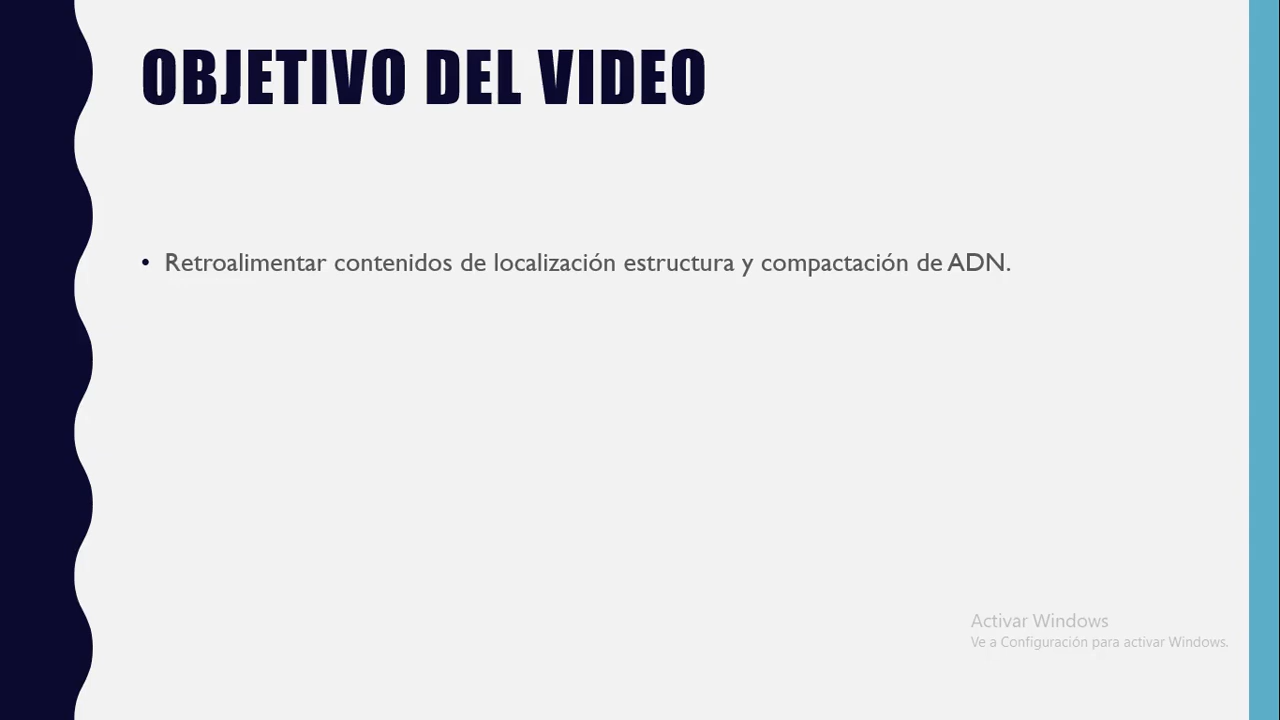 OBJETIVO DEL VIDEO
• Retroalimentar contenidos de localización estructura y compactación de ADN.
Activar Windows
Ve a Configuración para activar Windows.